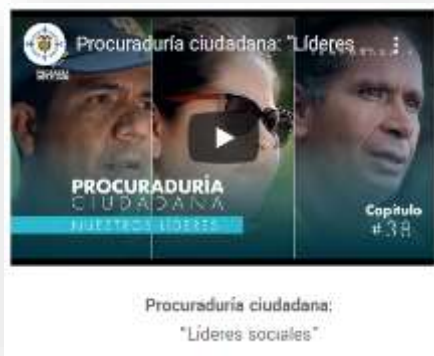 Procuraduría ciudadana: "Líderes
PROCURADURÍA
CIUDADANA
NUESTROS LÍDERES
Capítulo
#38
Procuraduría ciudadana:
"Líderes sociales"